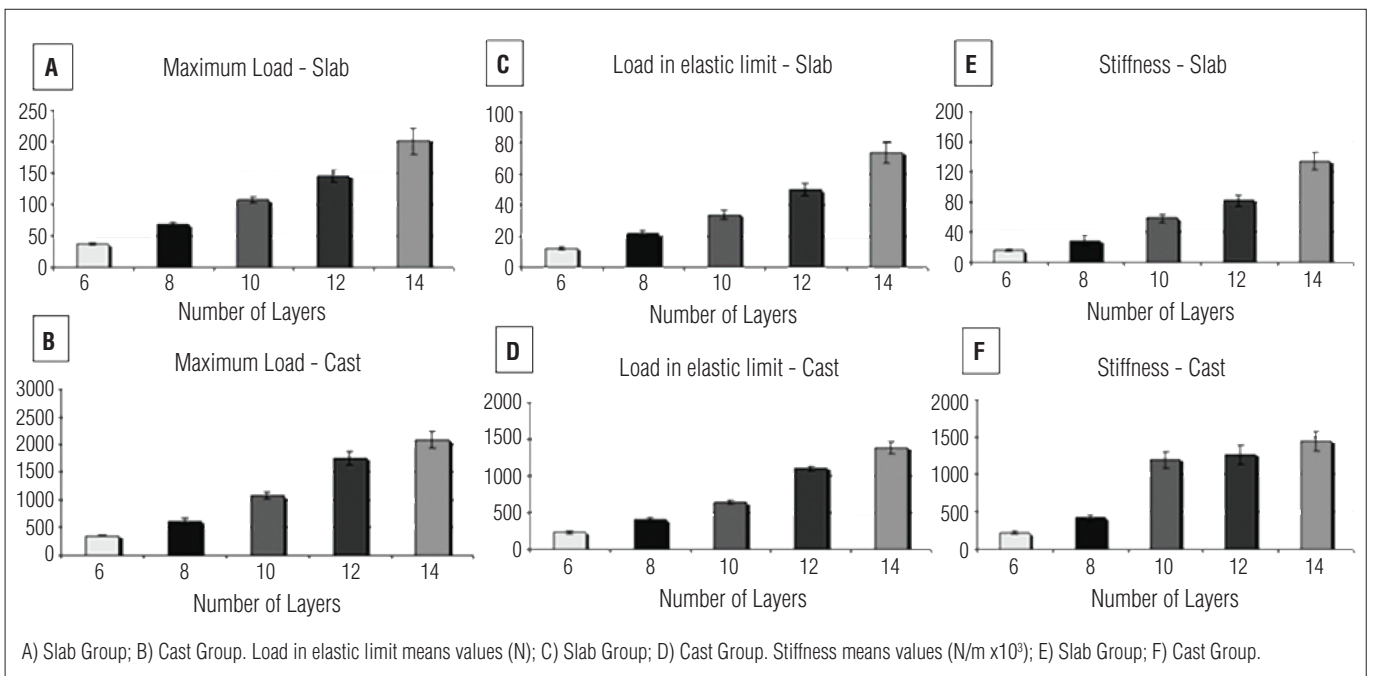 A
Maximum Load - Slab
250
200
150
100
50
0
6 8 10 12 14
Number of Layers
C
Load in elastic limit - Slab
100
80
60
40
20
0
6 8 10 12 14
Number of Layers
E
Stiffness - Slab
200
160
120
80
40
0
6 8 10 12 14
Number of Layers
B
Maximum Load - Cast
3000
2500
2000
1500
1000
500
0
6 8 10 12 14
Number of Layers
D
Load in elastic limit - Cast
2000
1500
1000
500
0
6 8 10 12 14
Number of Layers
F
Stiffness - Cast
2000
1500
1000
500
0
6 8 10 12 14
Number of Layers
A) Slab Group; B) Cast Group. Load in elastic limit means values (N); C) Slab Group; D) Cast Group. Stiffness means values (N/m x10³); E) Slab Group; F) Cast Group.